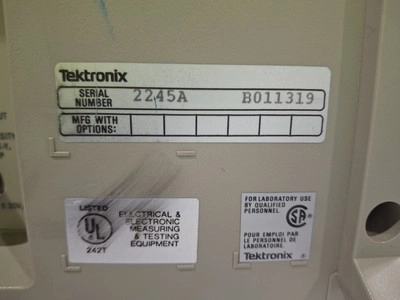 Tektronix
SERIAL NUMBER 2245A B011319
MFG WITH OPTIONS:
LISTED
UL
242T
ELECTRICAL &
ELECTRONIC
MEASURING
& TESTING
EQUIPMENT
FOR LABORATORY USE
BY QUALIFIED
PERSONNEL.
POUR EMPLOI PAR
LE PERSONNEL DE
LABORATOIRE.
Tektronix ®